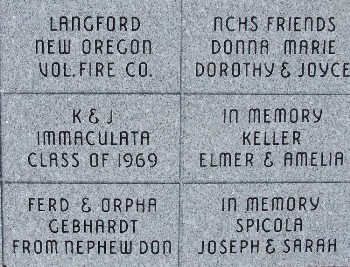 LANGFORD
NEW OREGON
VOL. FIRE CO.
NCHS FRIENDS
DONNA MARIE
DOROTHY & JOYCE
K & J
IMMACULATA
CLASS OF 1969
IN MEMORY
KELLER
ELMER & AMELIA
FERD & ORPHA
GEBHARDT
FROM NEPHEW DON
IN MEMORY
SPICOLA
JOSEPH & SARAH